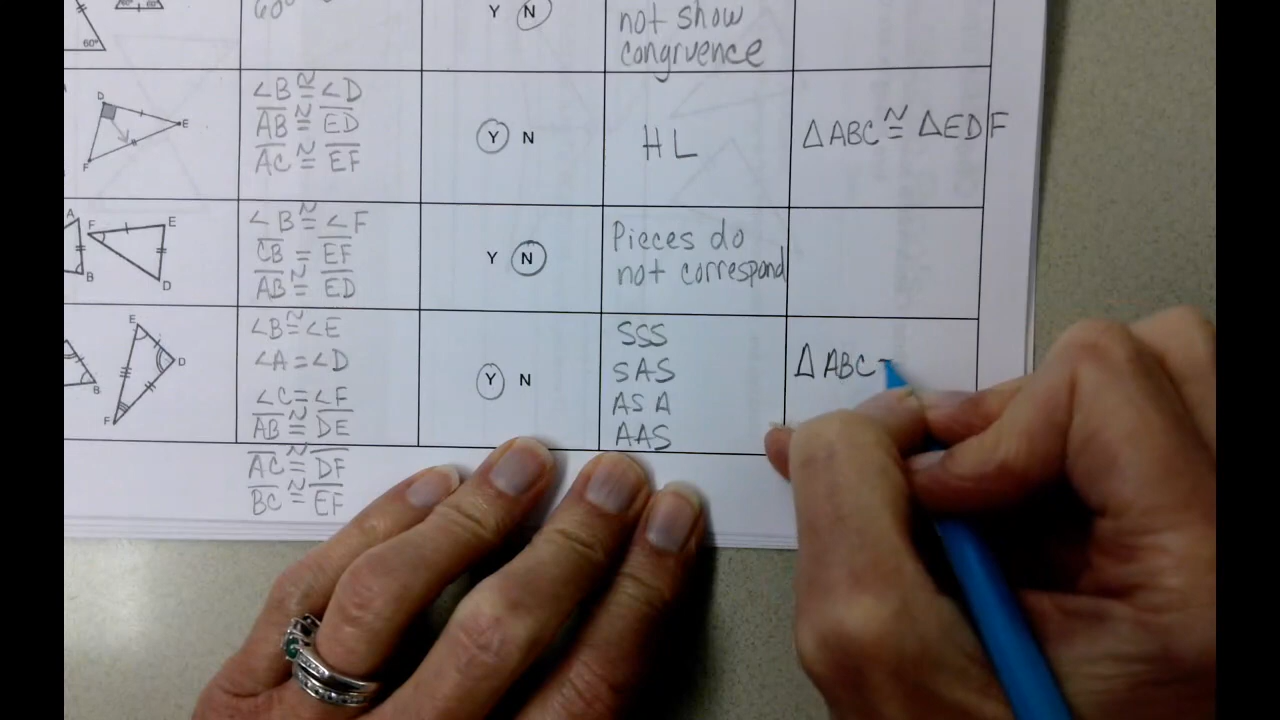 60° Y N not show
60° congruence
D
E
F
∠B ≅ ∠D
AB ≅ ED
AC ≅ EF
Y N
HL
△ABC ≅ △EDF
A
F
E
B
D
∠B ≅ ∠F
CB = EF
AB ≅ ED
Y N
Pieces do
not correspond
E
D
B
F
∠B ≅ ∠E
∠A = ∠D
∠C = ∠F
AB ≅ DE
AC ≅ DF
BC ≅ EF
Y N
SSS
SAS
ASA
AAS
△ABC